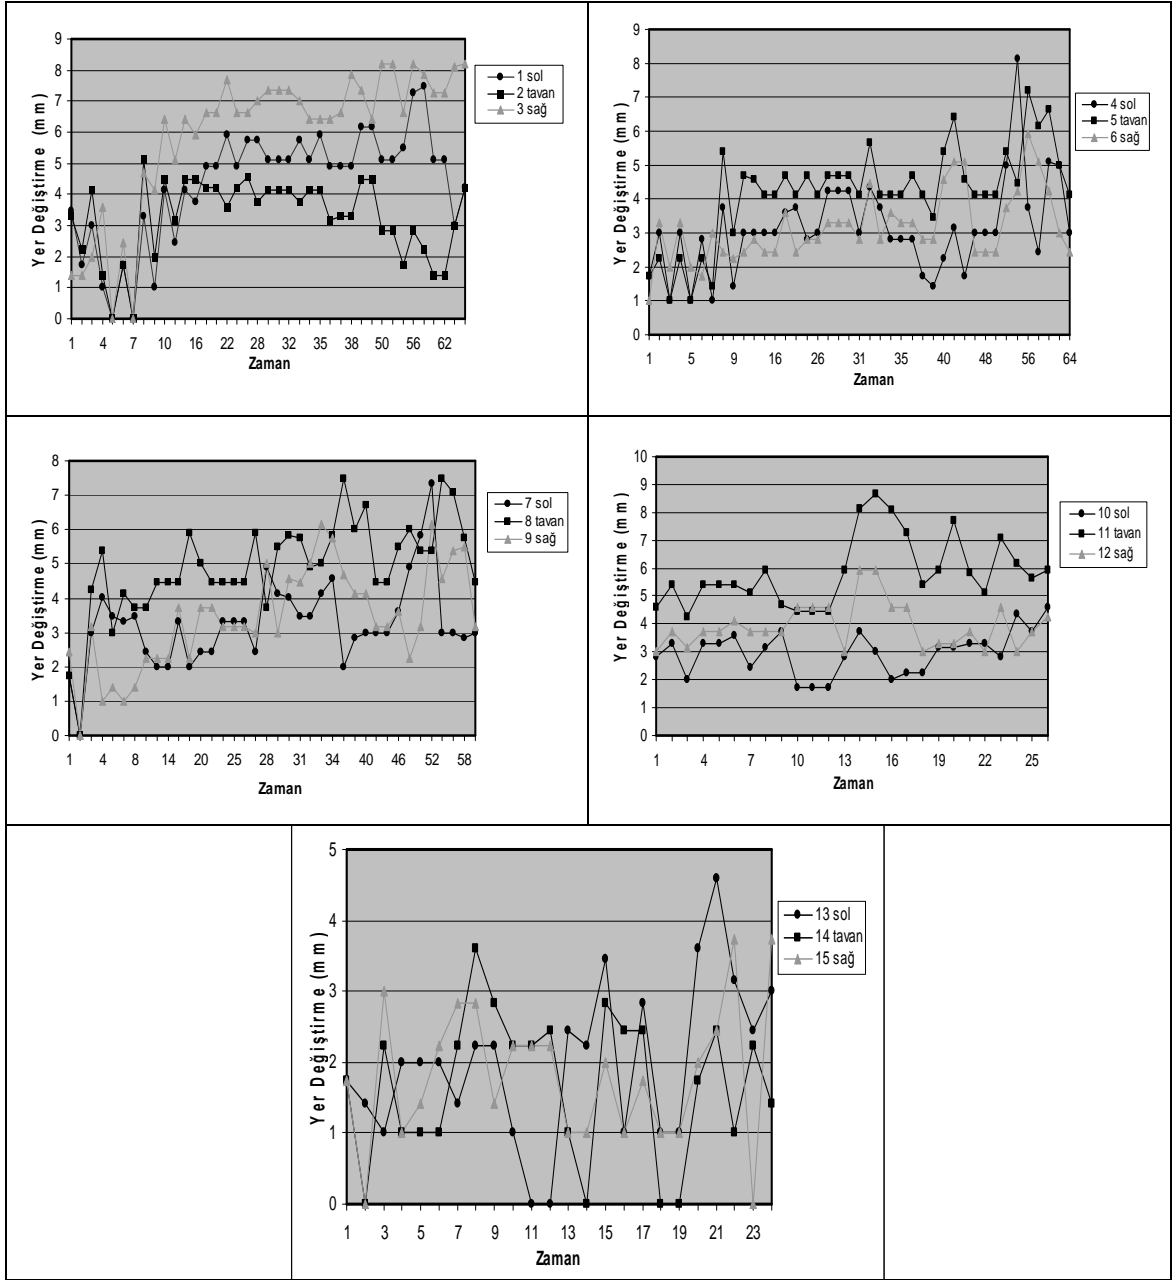 9
8
7
6
5
4
3
2
1
0
Yer Değiştirme (mm)
1 4 7 10 16 22 28 32 35 38 50 56 62
Zaman
1 sol
2 tavan
3 sağ
9
8
7
6
5
4
3
2
1
0
Yer Değiştirme (mm)
1 5 9 16 26 31 35 40 48 56 64
Zaman
4 sol
5 tavan
6 sağ
8
7
6
5
4
3
2
1
0
Yer Değiştirme (mm)
1 4 8 14 20 26 28 34 40 46 52 58
Zaman
7 sol
8 tavan
9 sağ
10
9
8
7
6
5
4
3
2
1
0
Yer Değiştirme (mm)
1 4 7 10 13 16 19 22 25
Zaman
10 sol
11 tavan
12 sağ
5
4
3
2
1
0
Yer Değiştirme (mm)
1 3 5 7 9 11 13 15 17 19 21 23
Zaman
13 sol
14 tavan
15 sağ